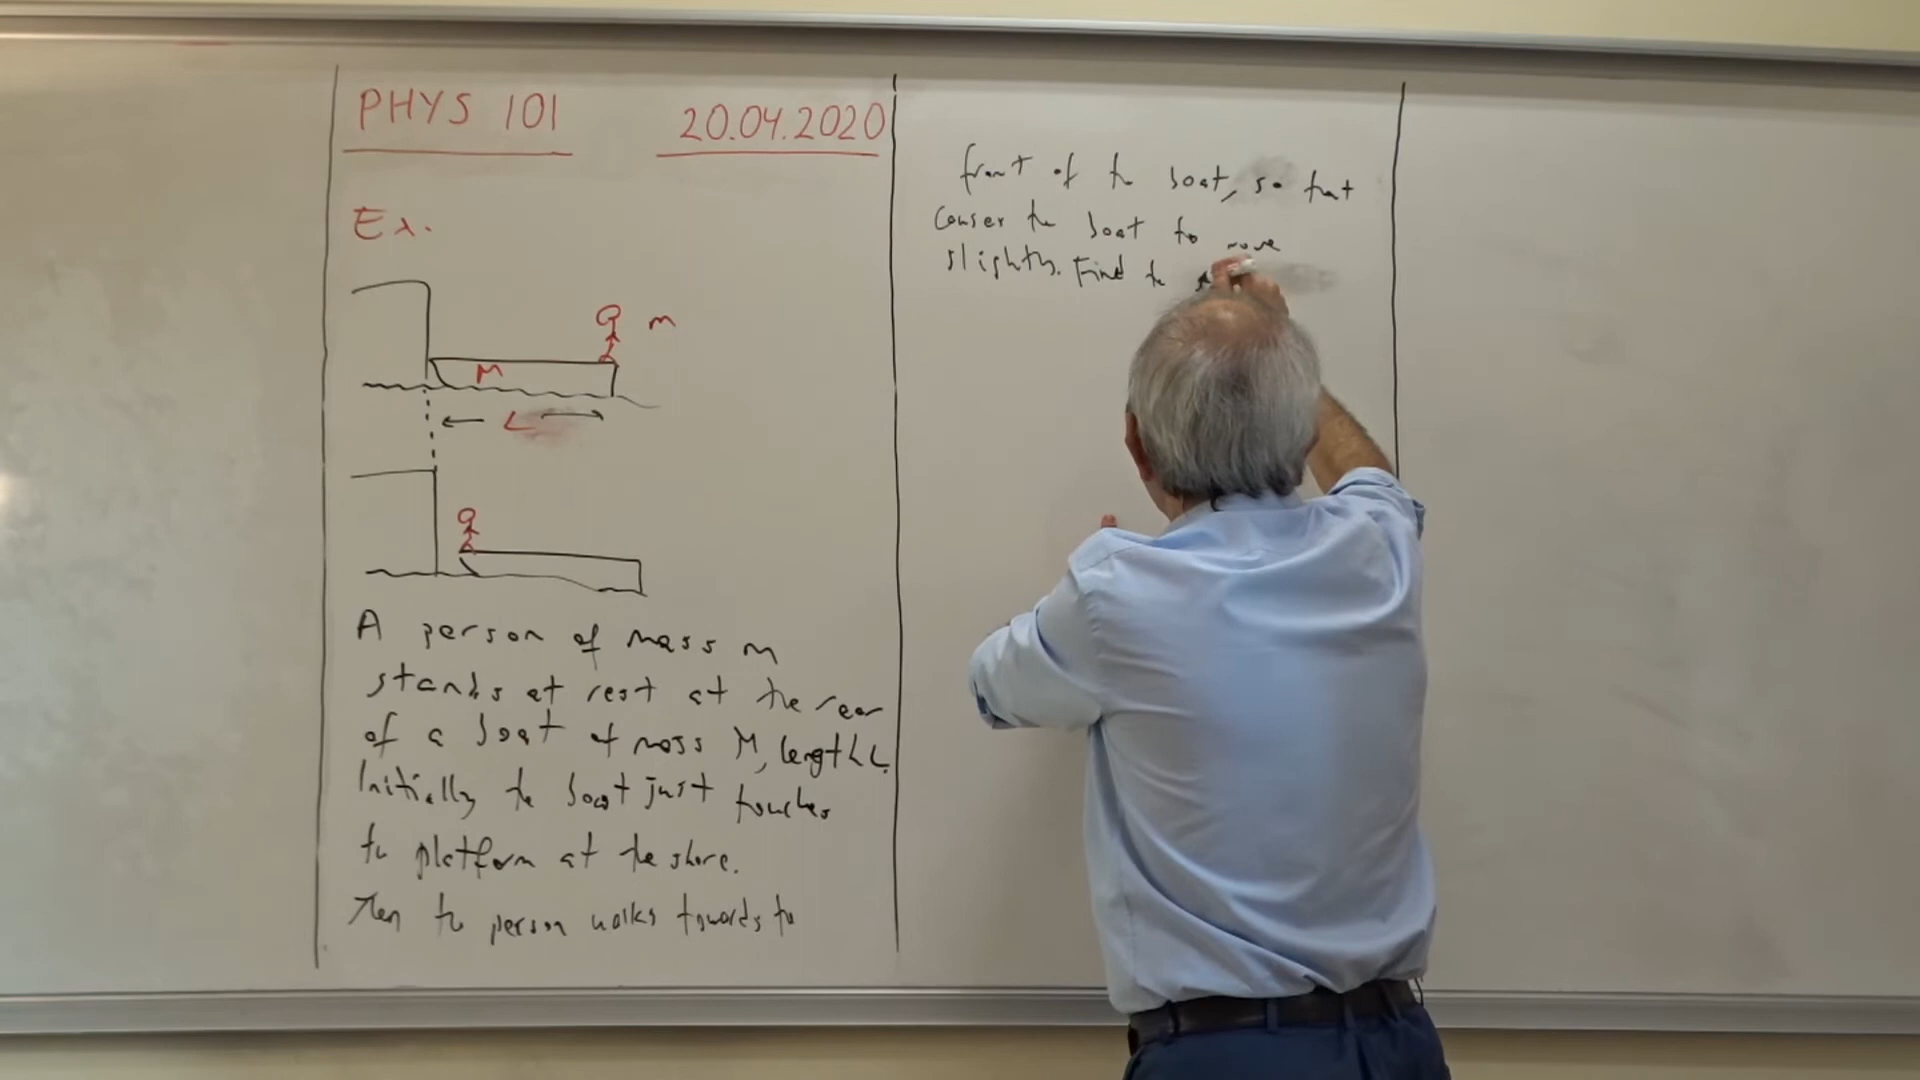 PHYS 101
20.04.2020
Ex.
m
M
L
A person of mass m
stands at rest at the rear
of a boat of mass M, length L.
Initially the boat just touches
the platform at the shore.
Then the person walks towards the
front of the boat, so that
causes the boat to move
slightly. Find the